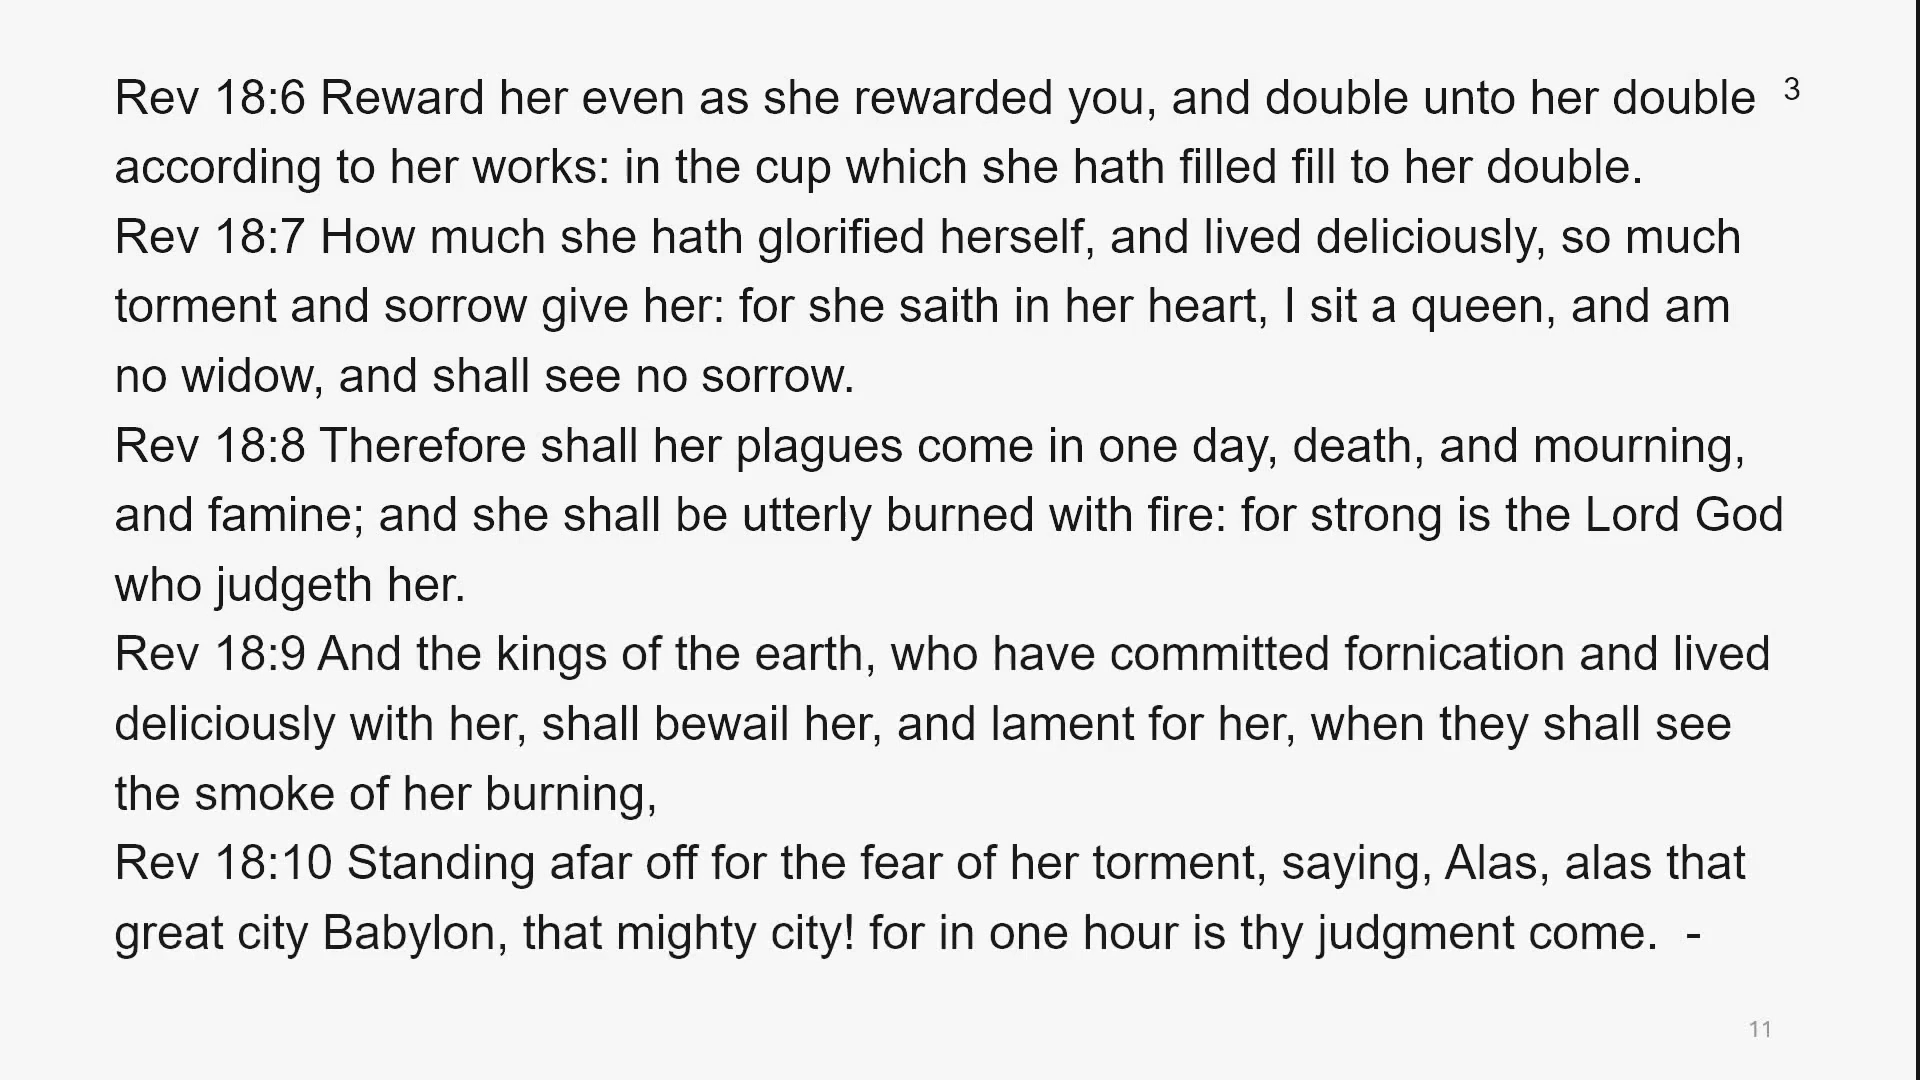 Rev 18:6 Reward her even as she rewarded you, and double unto her double 3
according to her works: in the cup which she hath filled fill to her double.
Rev 18:7 How much she hath glorified herself, and lived deliciously, so much
torment and sorrow give her: for she saith in her heart, I sit a queen, and am
no widow, and shall see no sorrow.
Rev 18:8 Therefore shall her plagues come in one day, death, and mourning,
and famine; and she shall be utterly burned with fire: for strong is the Lord God
who judgeth her.
Rev 18:9 And the kings of the earth, who have committed fornication and lived
deliciously with her, shall bewail her, and lament for her, when they shall see
the smoke of her burning,
Rev 18:10 Standing afar off for the fear of her torment, saying, Alas, alas that
great city Babylon, that mighty city! for in one hour is thy judgment come.  -
11